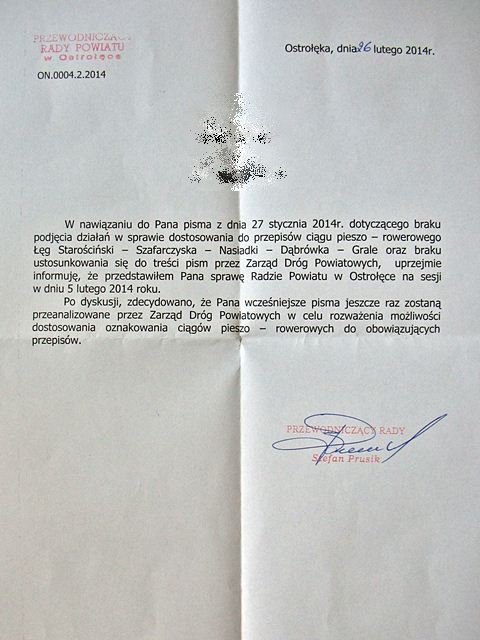 PRZEWODNICZĄCY
RADY POWIATU
w Ostrołęce
Ostrołęka, dnia 26 lutego 2014r.
ON.0004.2.2014
W nawiązaniu do Pana pisma z dnia 27 stycznia 2014r. dotyczącego braku
podjęcia działań w sprawie dostosowania do przepisów ciągu pieszo – rowerowego
Łęg Starościński – Szafarczyska – Nasiadki – Dąbrówka – Grale oraz braku
ustosunkowania się do treści pism przez Zarząd Dróg Powiatowych, uprzejmie
informuję, że przedstawiłem Pana sprawę Radzie Powiatu w Ostrołęce na sesji
w dniu 5 lutego 2014 roku.
Po dyskusji, zdecydowano, że Pana wcześniejsze pisma jeszcze raz zostaną
przeanalizowane przez Zarząd Dróg Powiatowych w celu rozważenia możliwości
dostosowania oznakowania ciągów pieszo – rowerowych do obowiązujących
przepisów.
PRZEWODNICZĄCY RADY
Stefan Prusik